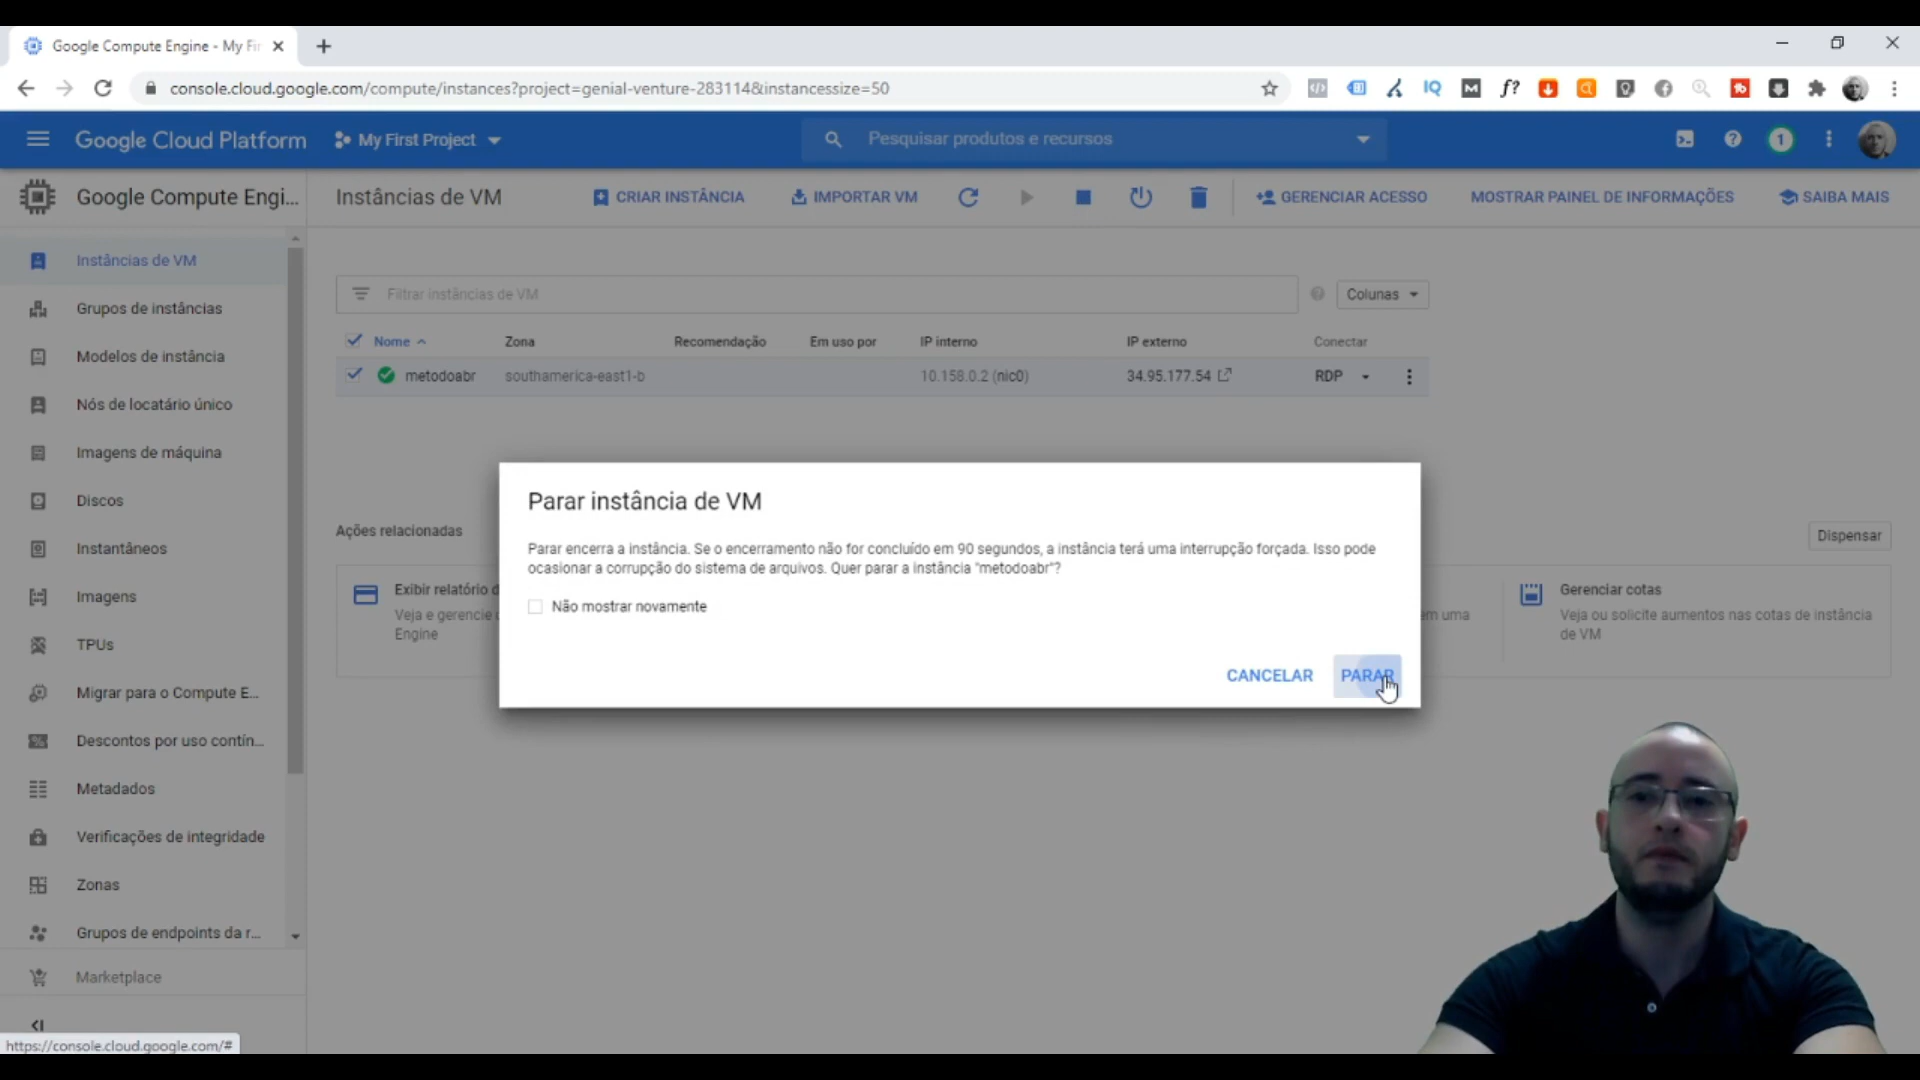 Google Compute Engine - My Fir
console.cloud.google.com/compute/instances?project=genial-venture-283114&instancessize=50
Google Cloud Platform
My First Project
Pesquisar produtos e recursos
1
Google Compute Engi...
Instâncias de VM
CRIAR INSTÂNCIA
IMPORTAR VM
GERENCIAR ACESSO
MOSTRAR PAINEL DE INFORMAÇÕES
SAIBA MAIS
Instâncias de VM
Grupos de instâncias
Modelos de instância
Nós de locatário único
Imagens de máquina
Discos
Instantâneos
Imagens
TPUs
Migrar para o Compute E...
Descontos por uso contín...
Metadados
Verificações de integridade
Zonas
Grupos de endpoints da r...
Marketplace
https://console.cloud.google.com/#
Filtrar instâncias de VM
Colunas
Nome Zona Recomendação Em uso por IP interno IP externo Conectar
metodoabr southamerica-east1-b 10.158.0.2 (nic0) 34.95.177.54 RDP
Ações relacionadas
Dispensar
Exibir relatório d
Veja e gerencie
Engine
em uma
Gerenciar cotas
Veja ou solicite aumentos nas cotas de instância
de VM
Parar instância de VM
Parar encerra a instância. Se o encerramento não for concluído em 90 segundos, a instância terá uma interrupção forçada. Isso pode
ocasionar a corrupção do sistema de arquivos. Quer parar a instância "metodoabr"?
Não mostrar novamente
CANCELAR
PARAR